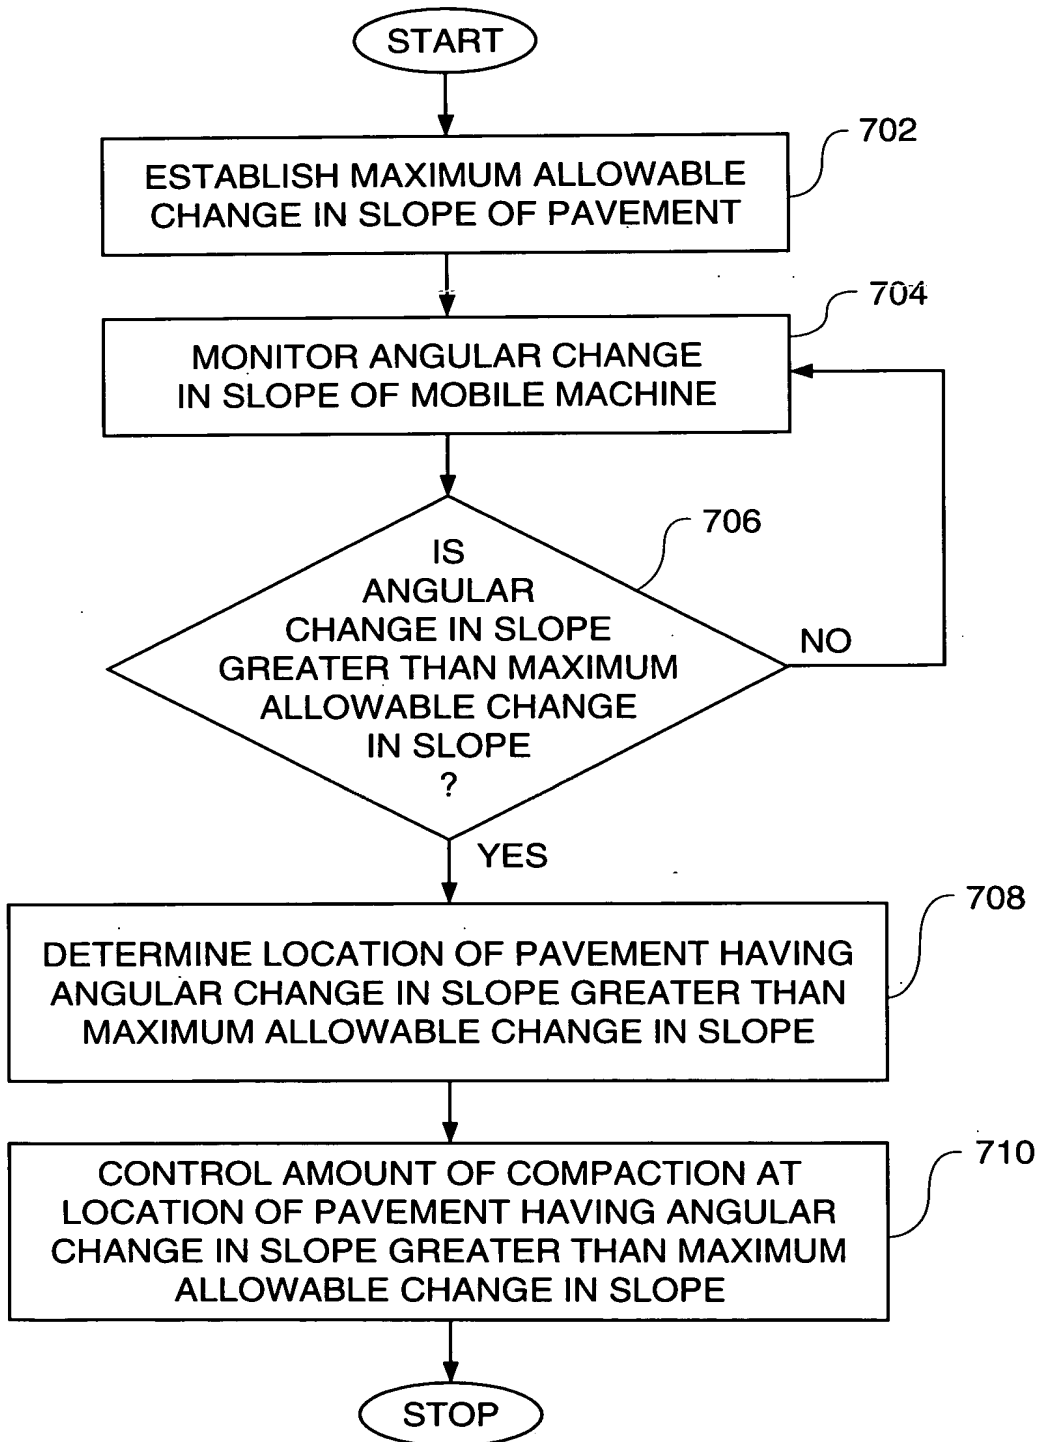 START
702
ESTABLISH MAXIMUM ALLOWABLE
CHANGE IN SLOPE OF PAVEMENT
704
MONITOR ANGULAR CHANGE
IN SLOPE OF MOBILE MACHINE
706
IS
ANGULAR
CHANGE IN SLOPE
GREATER THAN MAXIMUM
ALLOWABLE CHANGE
IN SLOPE
?
NO
YES
708
DETERMINE LOCATION OF PAVEMENT HAVING
ANGULAR CHANGE IN SLOPE GREATER THAN
MAXIMUM ALLOWABLE CHANGE IN SLOPE
710
CONTROL AMOUNT OF COMPACTION AT
LOCATION OF PAVEMENT HAVING ANGULAR
CHANGE IN SLOPE GREATER THAN MAXIMUM
ALLOWABLE CHANGE IN SLOPE
STOP